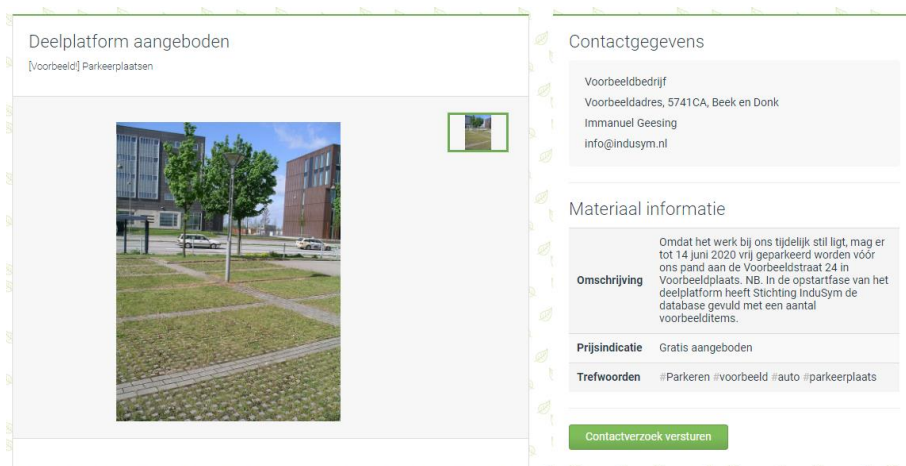 Deelplatform aangeboden
[Voorbeeld!] Parkeerplaatsen
Contactgegevens
Voorbeeldbedrijf
Voorbeeldadres, 5741CA, Beek en Donk
Immanuel Geesing
info@indusym.nl
Materiaal informatie
Omschrijving
Omdat het werk bij ons tijdelijk stil ligt, mag er
tot 14 juni 2020 vrij geparkeerd worden vóór
ons pand aan de Voorbeeldstraat 24 in
Voorbeeldplaats. NB. In de opstartfase van het
deelplatform heeft Stichting InduSym de
database gevuld met een aantal
voorbeelditems.
Prijsindicatie Gratis aangeboden
Trefwoorden #Parkeren #voorbeeld #auto #parkeerplaats
Contactverzoek versturen